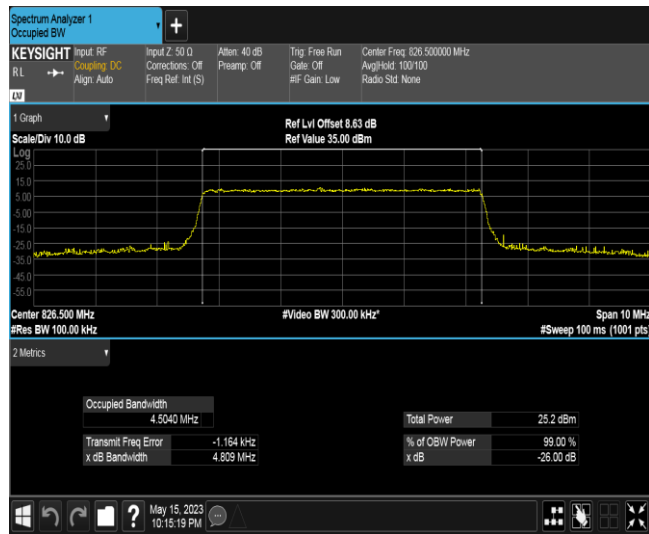 Spectrum Analyzer 1
Occupied BW
+
KEYSIGHT
R L
LXI
Input: RF
Coupling: DC
Align: Auto
Input Z: 50 Ω
Corrections: Off
Freq Ref: Int (S)
Atten: 40 dB
Preamp: Off
Trig: Free Run
Gate: Off
#IF Gain: Low
Center Freq: 826.500000 MHz
Avg|Hold: 100/100
Radio Std: None
1 Graph
Scale/Div 10.0 dB
Ref Lvl Offset 8.63 dB
Ref Value 35.00 dBm
Log
25.0
15.0
5.00
-5.00
-15.0
-25.0
-35.0
-45.0
-55.0
Center 826.500 MHz
#Res BW 100.00 kHz
#Video BW 300.00 kHz*
Span 10 MHz
#Sweep 100 ms (1001 pts)
2 Metrics
Occupied Bandwidth
4.5040 MHz
Transmit Freq Error -1.164 kHz
x dB Bandwidth 4.809 MHz
Total Power 25.2 dBm
% of OBW Power 99.00 %
x dB -26.00 dB
?
May 15, 2023
10:15:19 PM